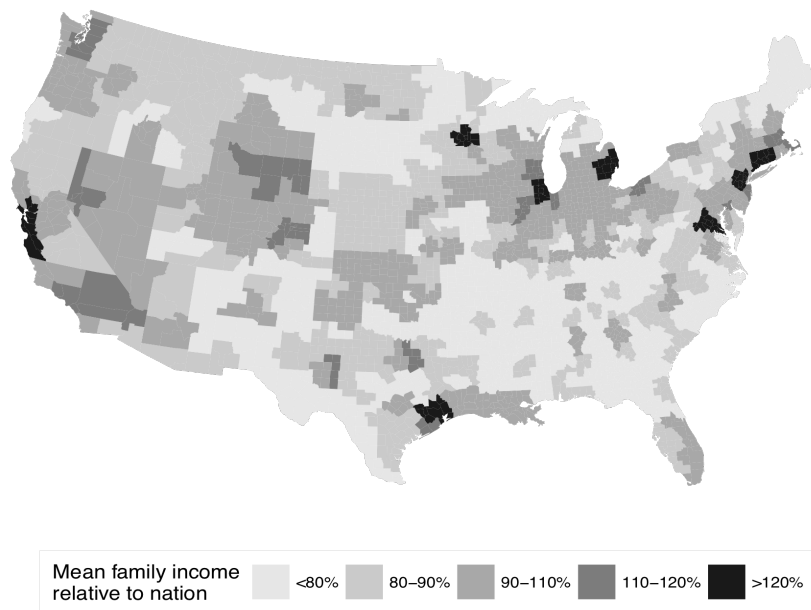 Mean family income
relative to nation
<80%
80–90%
90–110%
110–120%
>120%